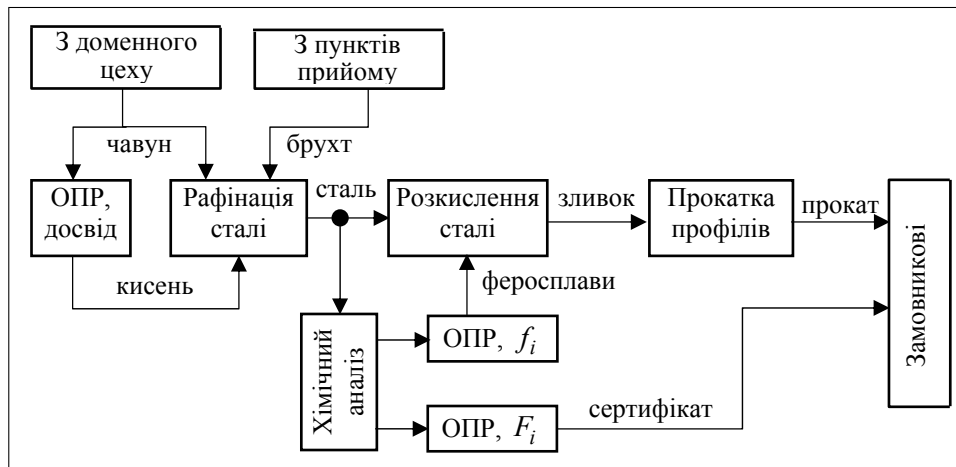 З доменного
цеху
З пунктів
прийому
чавун
брухт
ОПР,
досвід
Рафінація
сталі
сталь
Розкислення
сталі
зливок
Прокатка
профілів
прокат
Замовникові
кисень
феросплави
Хімічний
аналіз
ОПР, fᵢ
ОПР, Fᵢ
сертифікат